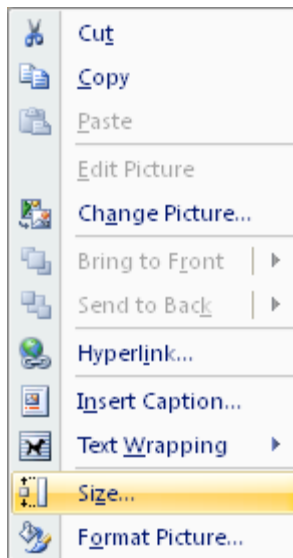 Cut
Copy
Paste
Edit Picture
Change Picture...
Bring to Front
Send to Back
Hyperlink...
Insert Caption...
Text Wrapping
Size...
Format Picture...